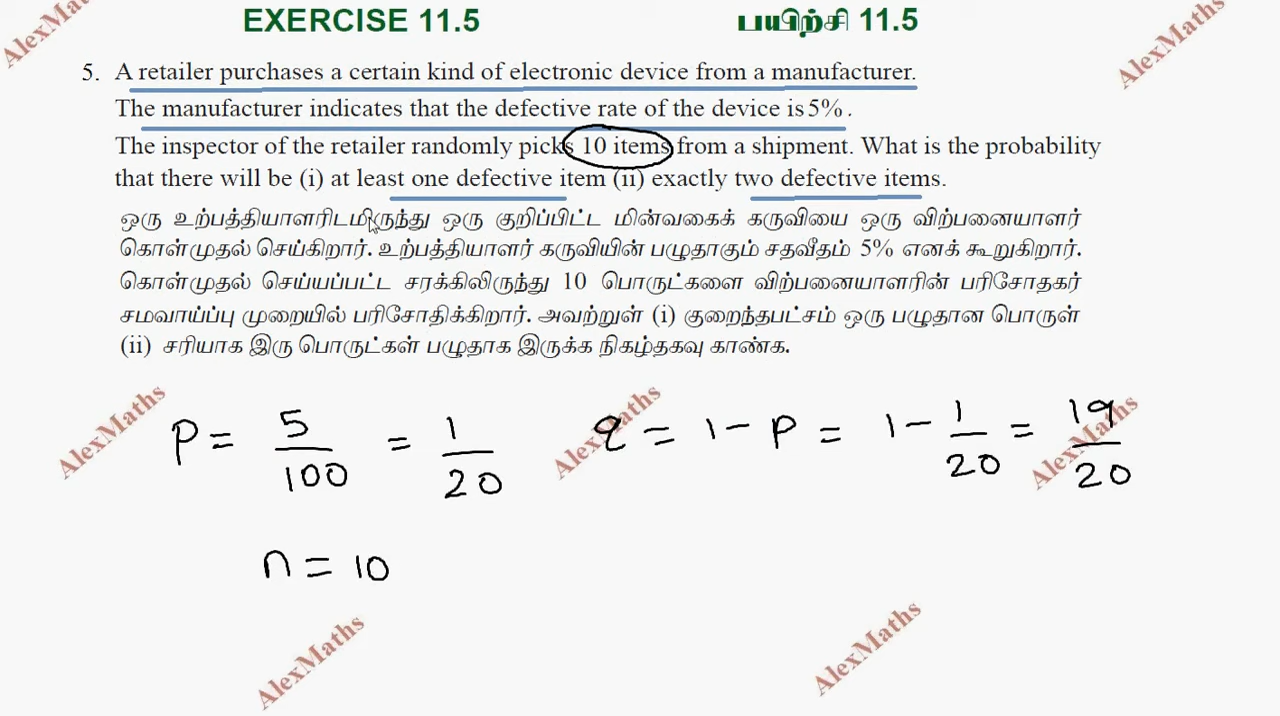 EXERCISE 11.5 பயிற்சி 11.5
5. A retailer purchases a certain kind of electronic device from a manufacturer.
The manufacturer indicates that the defective rate of the device is 5%.
The inspector of the retailer randomly picks 10 items from a shipment. What is the probability
that there will be (i) at least one defective item (ii) exactly two defective items.
ஒரு உற்பத்தியாளரிடமிருந்து ஒரு குறிப்பிட்ட மின்வகைக் கருவியை ஒரு விற்பனையாளர்
கொள்முதல் செய்கிறார். உற்பத்தியாளர் கருவியின் பழுதாகும் சதவீதம் 5% எனக் கூறுகிறார்.
கொள்முதல் செய்யப்பட்ட சரக்கிலிருந்து 10 பொருட்களை விற்பனையாளரின் பரிசோதகர்
சமவாய்ப்பு முறையில் பரிசோதிக்கிறார். அவற்றுள் (i) குறைந்தபட்சம் ஒரு பழுதான பொருள்
(ii) சரியாக இரு பொருட்கள் பழுதாக இருக்க நிகழ்தகவு காண்க.
p = 5/100 = 1/20 q = 1 - p = 1 - 1/20 = 19/20
n = 10
AlexMaths
AlexMaths
AlexMaths
AlexMaths
AlexMaths
AlexMaths
AlexMaths